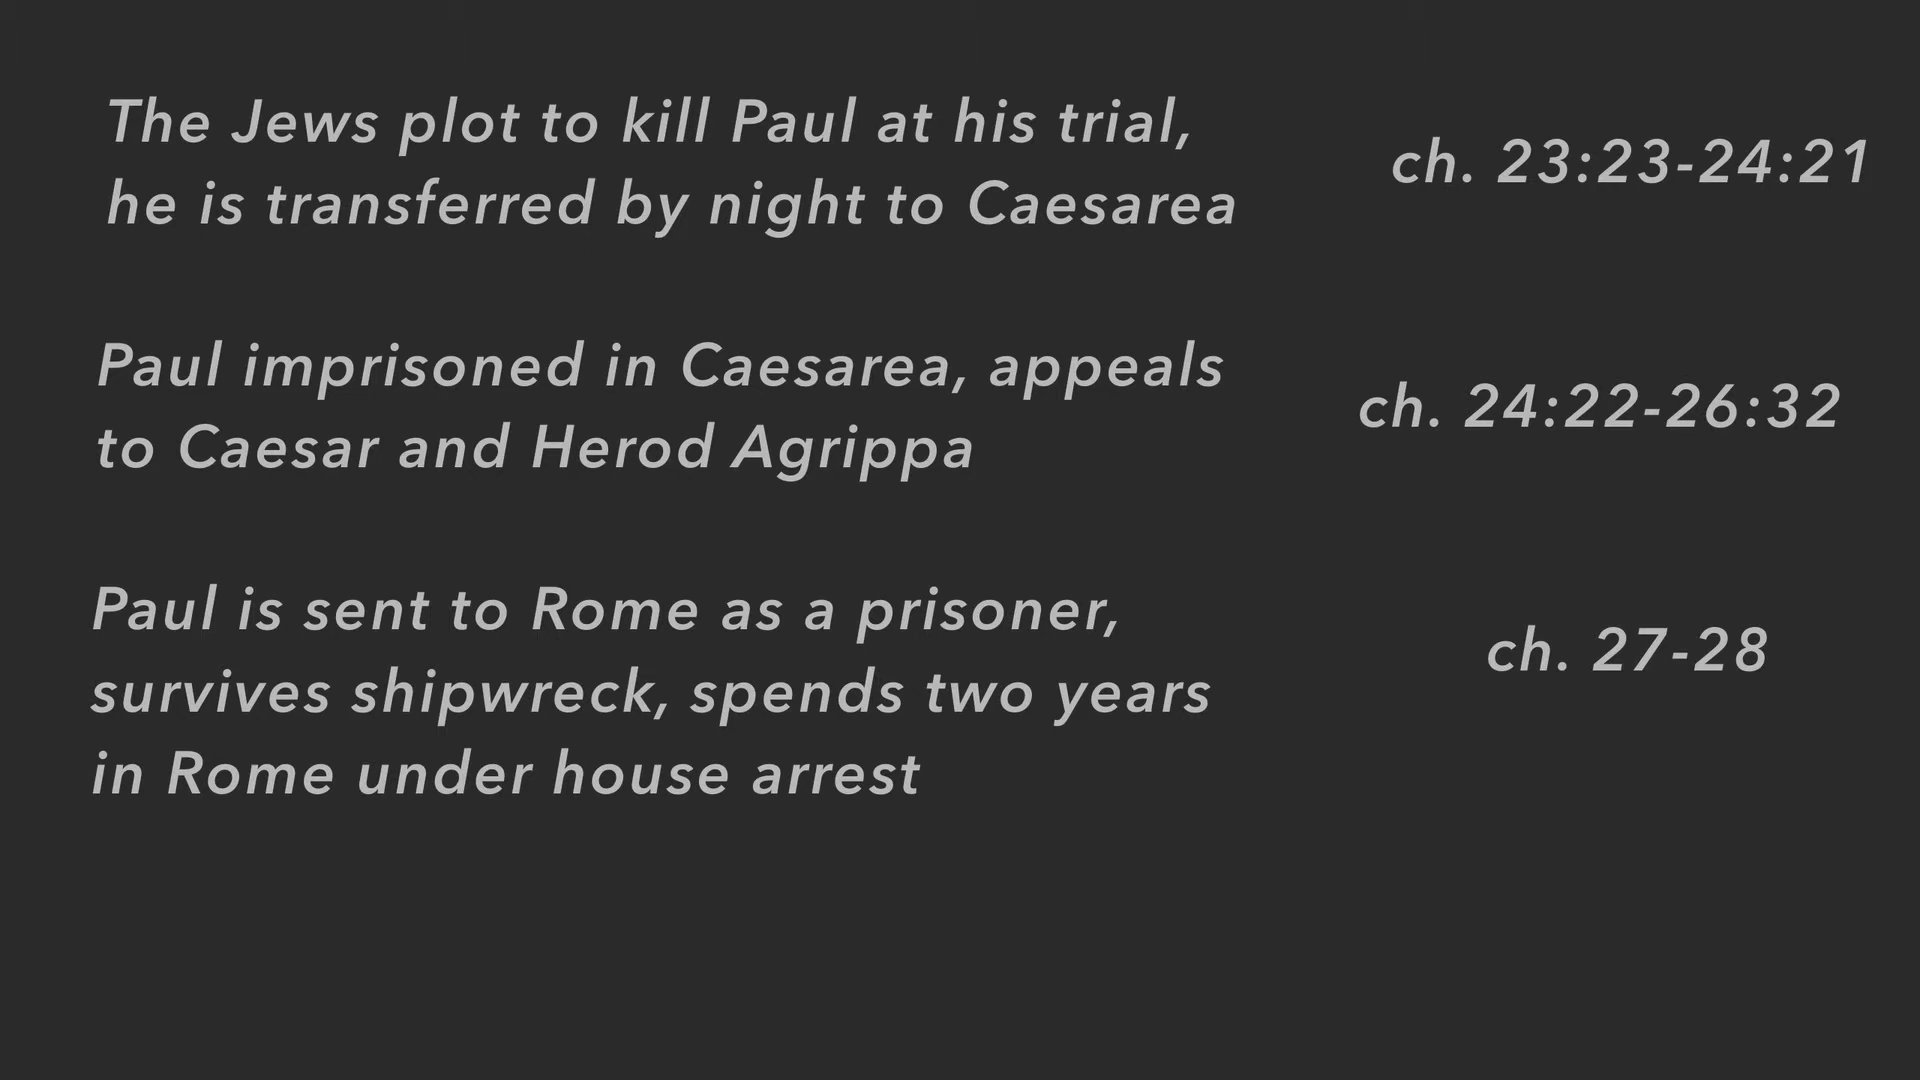 The Jews plot to kill Paul at his trial,
he is transferred by night to Caesarea
ch. 23:23-24:21
Paul imprisoned in Caesarea, appeals
to Caesar and Herod Agrippa
ch. 24:22-26:32
Paul is sent to Rome as a prisoner,
survives shipwreck, spends two years
in Rome under house arrest
ch. 27-28